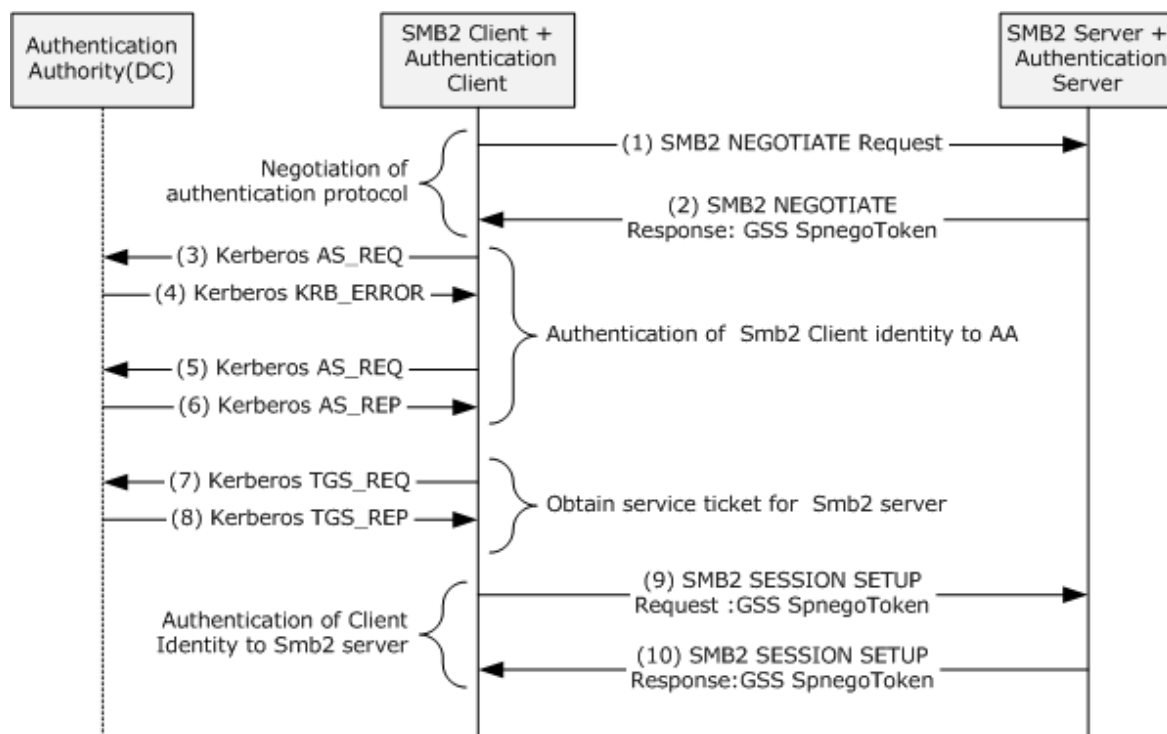 Authentication
Authority(DC)
SMB2 Client +
Authentication
Client
SMB2 Server +
Authentication
Server
(1) SMB2 NEGOTIATE Request
Negotiation of
authentication protocol
(2) SMB2 NEGOTIATE
Response: GSS SpnegoToken
(3) Kerberos AS_REQ
(4) Kerberos KRB_ERROR
Authentication of Smb2 Client identity to AA
(5) Kerberos AS_REQ
(6) Kerberos AS_REP
(7) Kerberos TGS_REQ
Obtain service ticket for Smb2 server
(8) Kerberos TGS_REP
(9) SMB2 SESSION SETUP
Request :GSS SpnegoToken
Authentication of Client
Identity to Smb2 server
(10) SMB2 SESSION SETUP
Response:GSS SpnegoToken